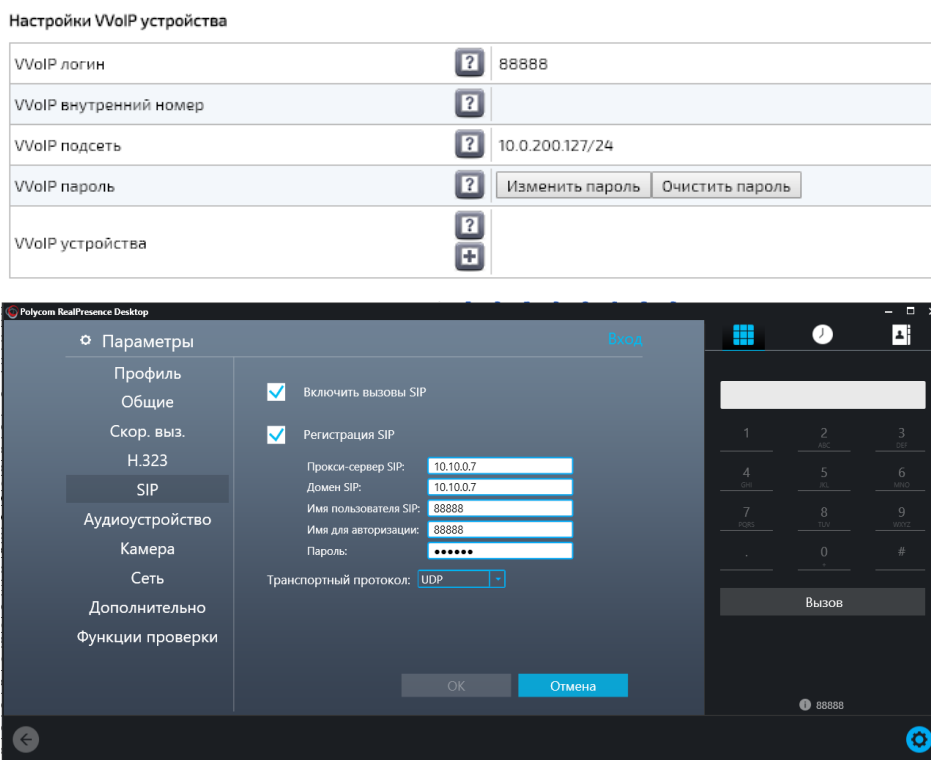 Настройки VVoIP устройства
VVoIP логин ? 88888
VVoIP внутренний номер ?
VVoIP подсеть ? 10.0.200.127/24
VVoIP пароль ? Изменить пароль Очистить пароль
VVoIP устройства ?
+
Polycom RealPresence Desktop
Параметры Вход
Профиль
Общие
Скор. выз.
H.323
SIP
Аудиоустройство
Камера
Сеть
Дополнительно
Функции проверки
Включить вызовы SIP
Регистрация SIP
Прокси-сервер SIP: 10.10.0.7
Домен SIP: 10.10.0.7
Имя пользователя SIP: 88888
Имя для авторизации: 88888
Пароль: ●●●●●●
Транспортный протокол: UDP
OK Отмена
1 2 3
ABC DEF
4 5 6
GHI JKL MNO
7 8 9
PQRS TUV WXYZ
. 0 #
+
Вызов
88888